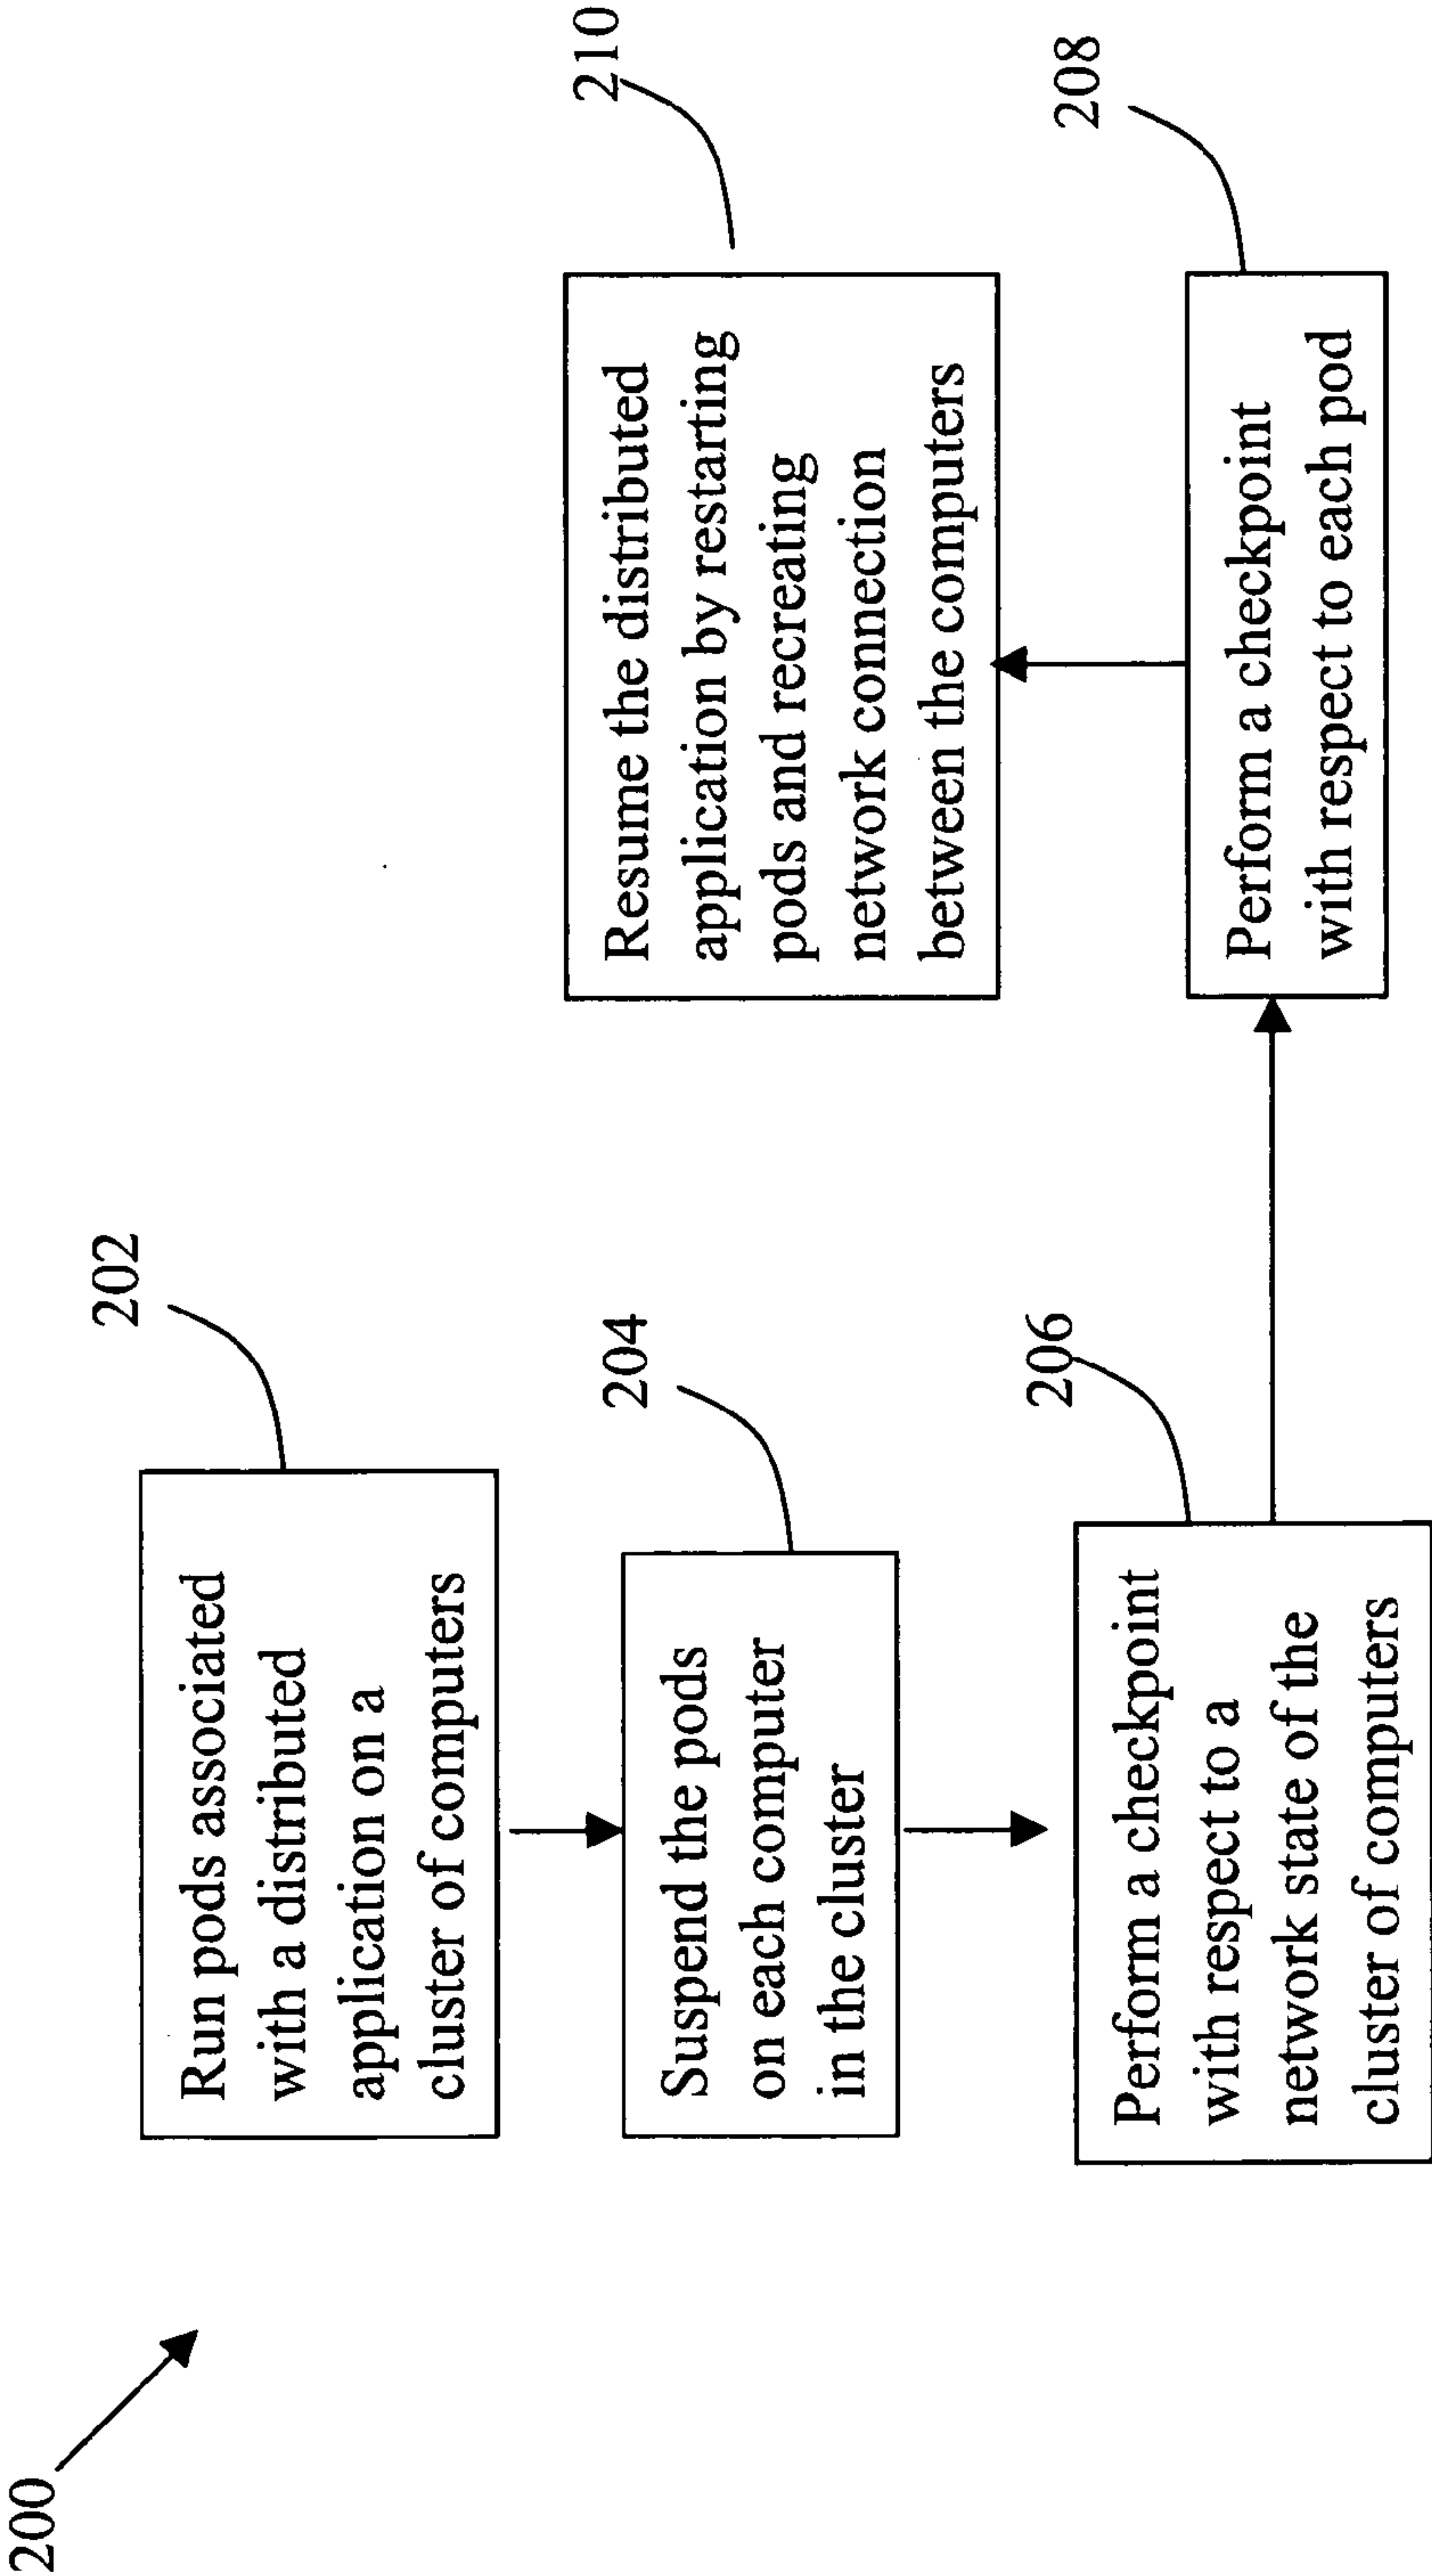 200
202
Run pods associated
with a distributed
application on a
cluster of computers
204
Suspend the pods
on each computer
in the cluster
206
Perform a checkpoint
with respect to a
network state of the
cluster of computers
208
Perform a checkpoint
with respect to each pod
210
Resume the distributed
application by restarting
pods and recreating
network connection
between the computers